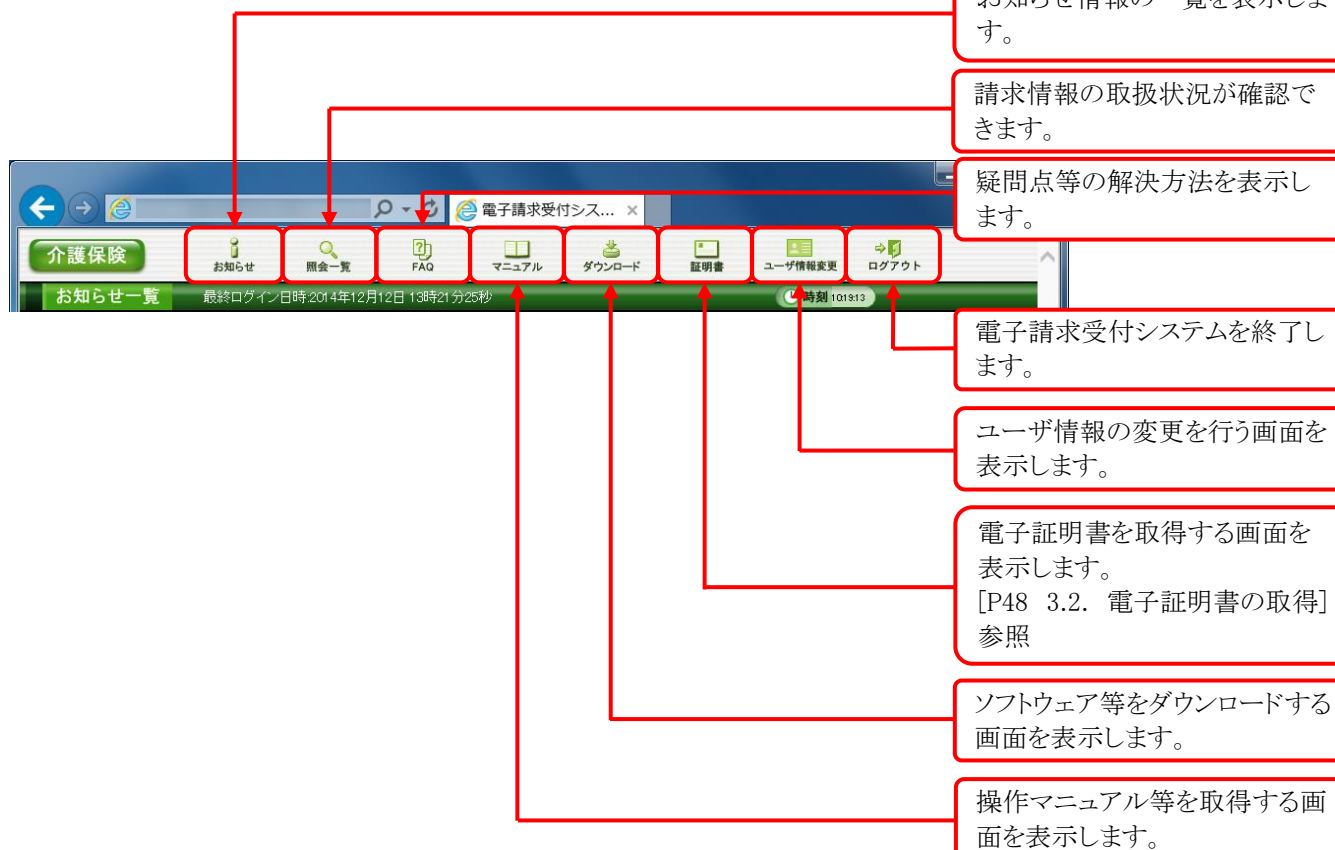 お知らせ情報の一覧を表示しま
す。
請求情報の取扱状況が確認で
きます。
疑問点等の解決方法を表示し
ます。
電子請求受付シス... ×
介護保険
お知らせ
照会一覧
FAQ
マニュアル
ダウンロード
証明書
ユーザ情報変更
ログアウト
お知らせ一覧
最終ログイン日時:2014年12月12日 13時21分25秒
時刻 10:19:13
電子請求受付システムを終了し
ます。
ユーザ情報の変更を行う画面を
表示します。
電子証明書を取得する画面を
表示します。
[P48 3.2. 電子証明書の取得]
参照
ソフトウェア等をダウンロードする
画面を表示します。
操作マニュアル等を取得する画
面を表示します。